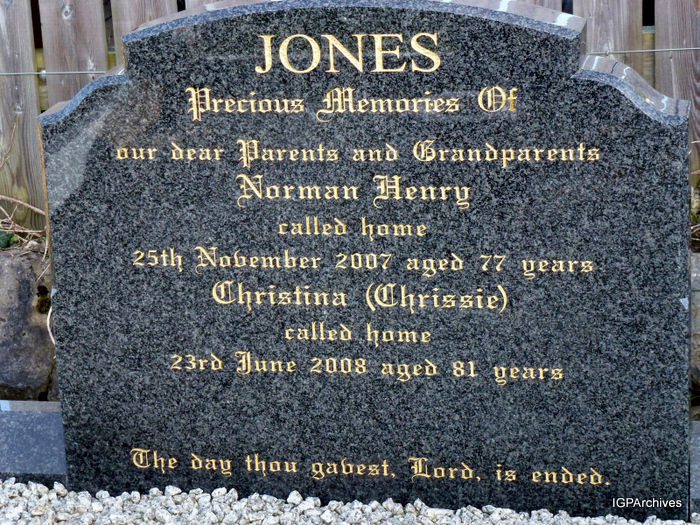 JONES
Precious Memories Of
our dear Parents and Grandparents
Norman Henry
called home
25th November 2007 aged 77 years
Christina (Chrissie)
called home
23rd June 2008 aged 81 years
The day thou gavest, Lord, is ended.
IGPArchives